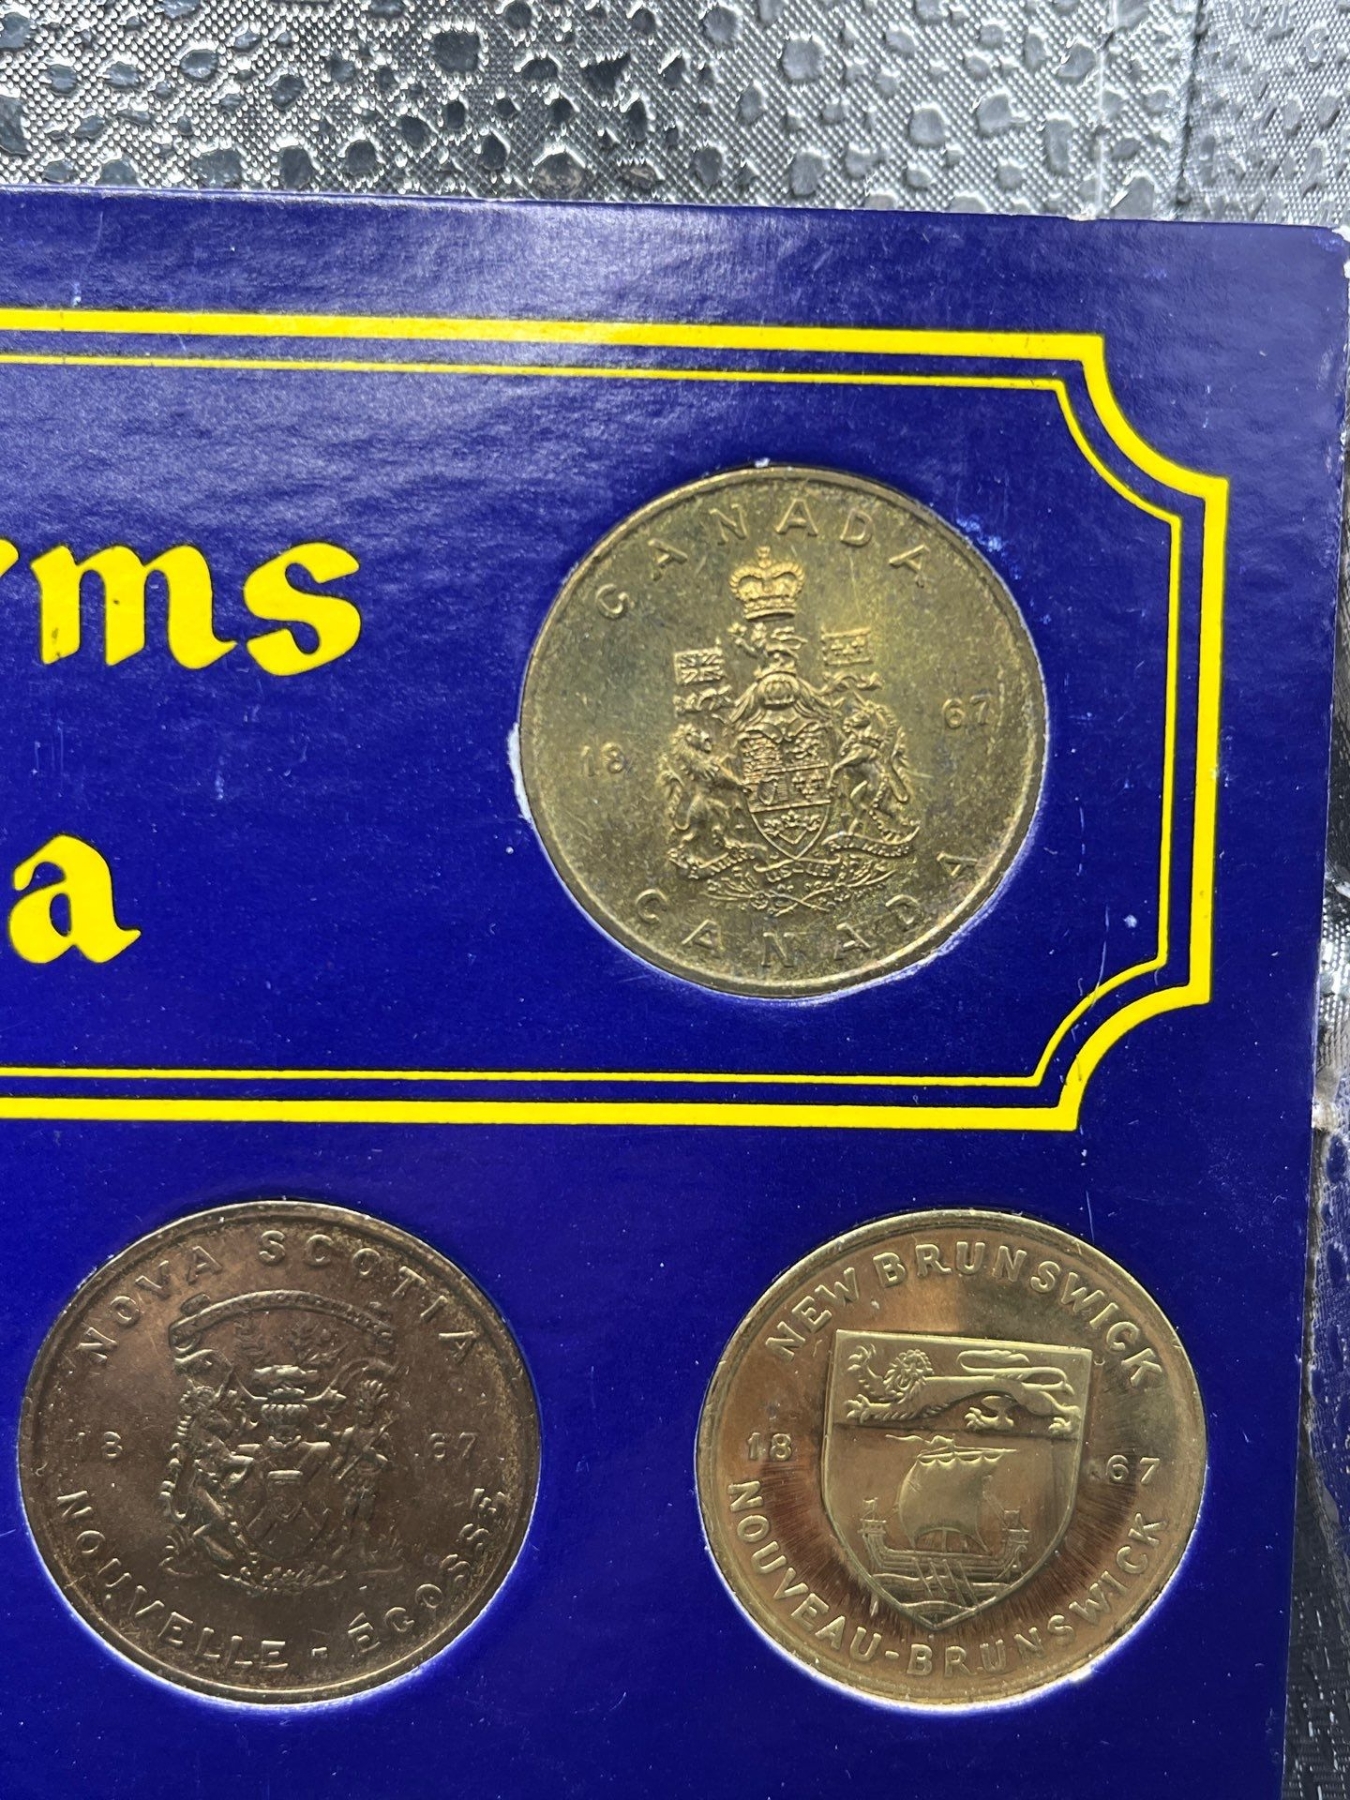 rms
a
CANADA
18 67
CANADA
NOVA SCOTIA
18 67
NOUVELLE - ÉCOSSE
NEW BRUNSWICK
18 67
NOUVEAU-BRUNSWICK